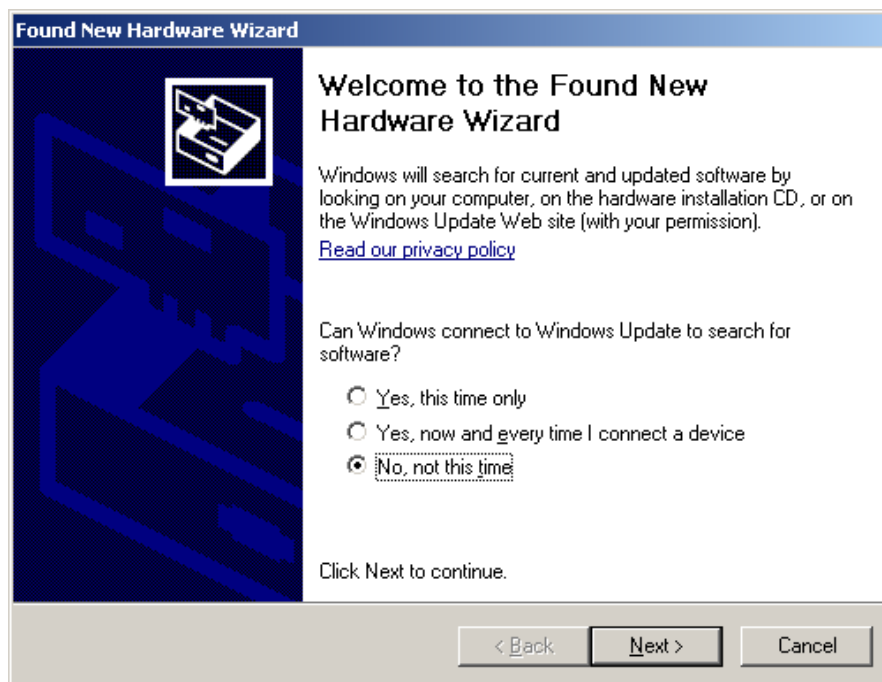 Found New Hardware Wizard
Welcome to the Found New
Hardware Wizard
Windows will search for current and updated software by
looking on your computer, on the hardware installation CD, or on
the Windows Update Web site (with your permission).
Read our privacy policy
Can Windows connect to Windows Update to search for
software?
Yes, this time only
Yes, now and every time I connect a device
No, not this time
Click Next to continue.
< Back
Next >
Cancel